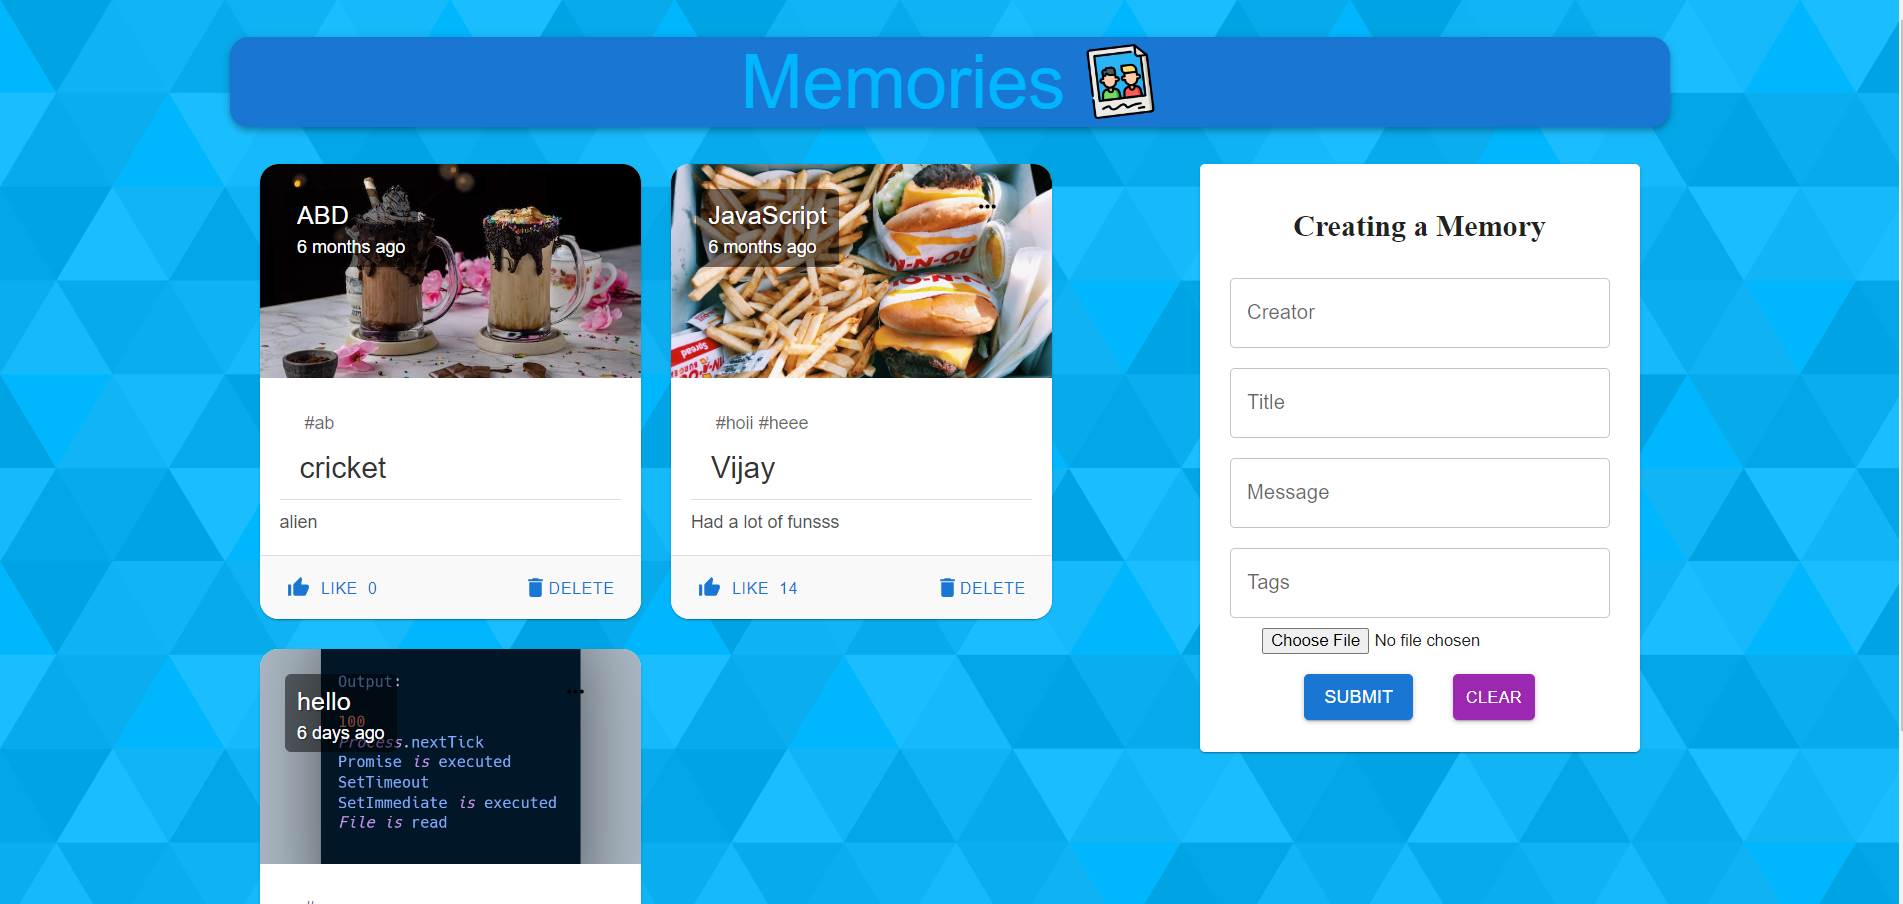 Memories
ABD
6 months ago
#ab
cricket
alien
LIKE 0
DELETE
JavaScript
6 months ago
#hoii #heee
Vijay
Had a lot of funsss
LIKE 14
DELETE
Output:
hello
100
6 days ago
Process.nextTick
Promise is executed
SetTimeout
SetImmediate is executed
File is read
Creating a Memory
Creator
Title
Message
Tags
Choose File No file chosen
SUBMIT
CLEAR